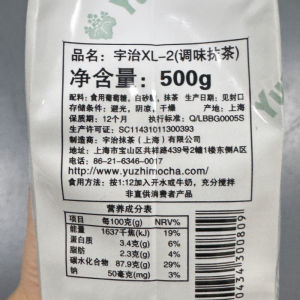 品名：宇治XL-2(调味抹茶)
净含量：500g
配料：食用葡萄糖，白砂糖，抹茶 生产日期：见封口
存储条件：避光，阴凉，干燥 产地：上海
保质期：12个月 执行标准：Q/LBBG0005S
生产许可证：SC11431011300393
制造商：宇治抹茶（上海）有限公司
地址：上海市宝山区共祥路439号2幢1楼东侧A区
电话：86-21-6346-0017
http://www.yuzhimocha.com/
食用方法：按1:12加入开水或牛奶，充分搅拌
非直供消费者产品
营养成分表
项目 每100克(g) NRV%
能量 1637千焦(kJ) 19%
蛋白质 3.4克(g) 6%
脂肪 2.3克(g) 4%
碳水化合物 87.9克(g) 29%
钠 50毫克(mg) 3%